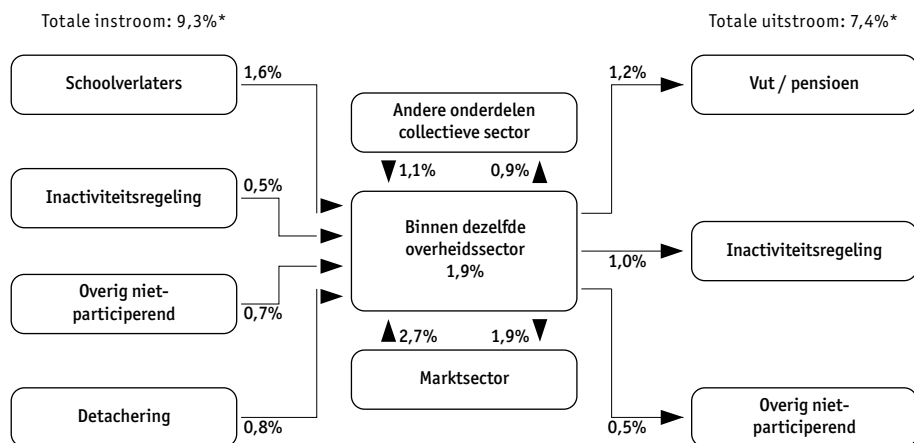 Totale instroom: 9,3%*
Totale uitstroom: 7,4%*
Schoolverlaters
1,6%
1,2%
Vut / pensioen
Andere onderdelen
collectieve sector
1,1%
0,9%
Inactiviteitsregeling
0,5%
Binnen dezelfde
overheidssector
1,9%
1,0%
Inactiviteitsregeling
Overig niet-
participerend
0,7%
2,7%
1,9%
Marktsector
Detachering
0,8%
0,5%
Overig niet-
participerend